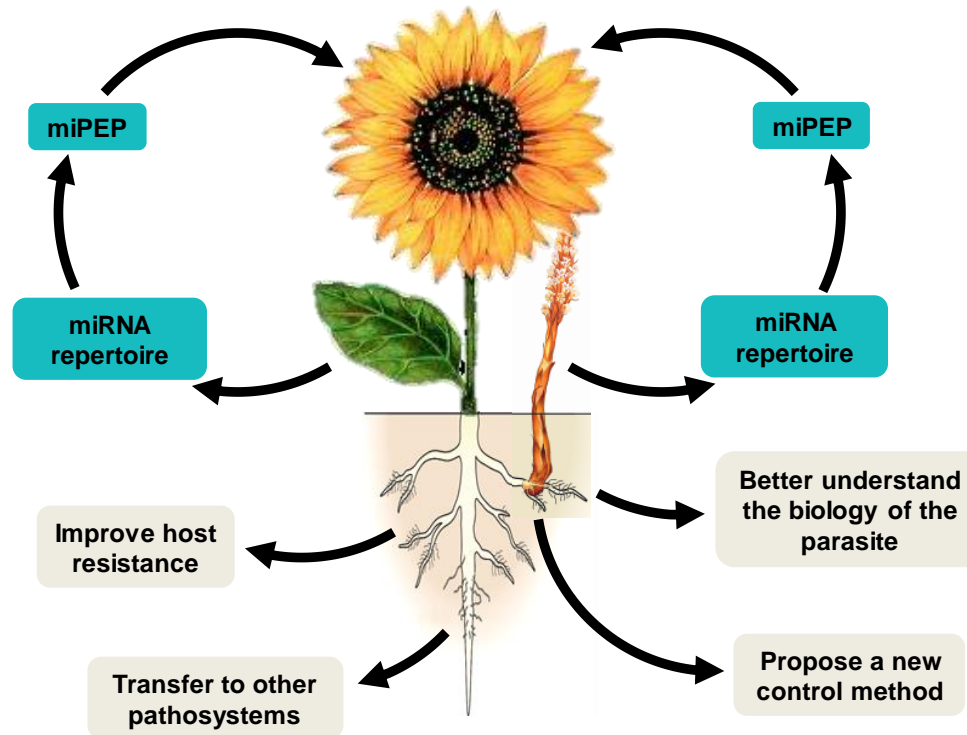 miPEP
miPEP
miRNA
repertoire
miRNA
repertoire
Better understand
the biology of the
parasite
Improve host
resistance
Propose a new
control method
Transfer to other
pathosystems